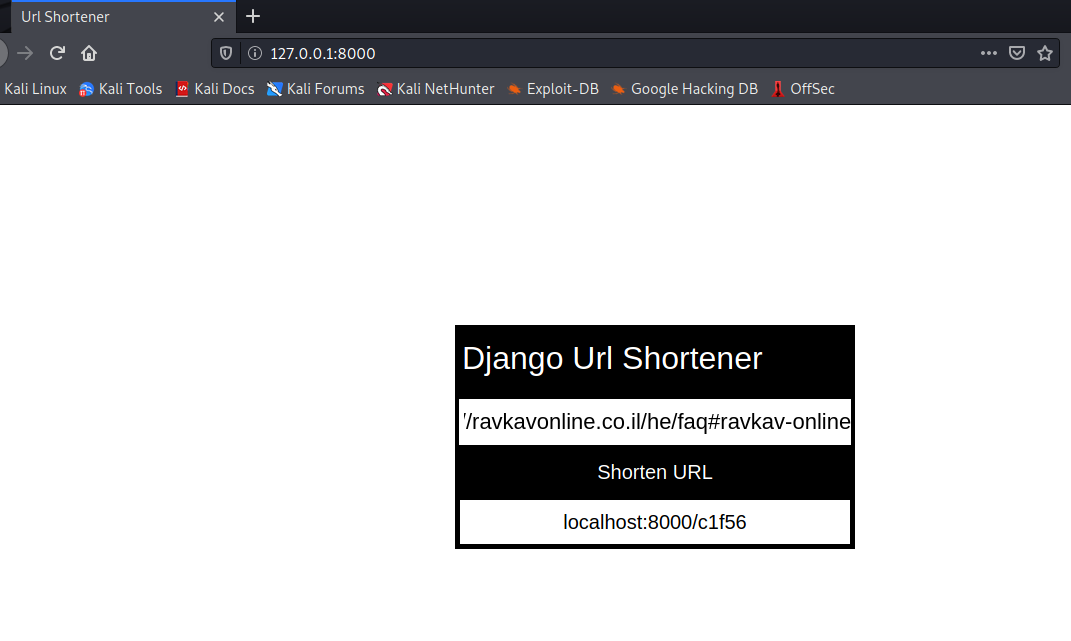 Url Shortener
127.0.0.1:8000
Kali Linux Kali Tools Kali Docs Kali Forums Kali NetHunter Exploit-DB Google Hacking DB OffSec
Django Url Shortener
//ravkavonline.co.il/he/faq#ravkav-online
Shorten URL
localhost:8000/c1f56